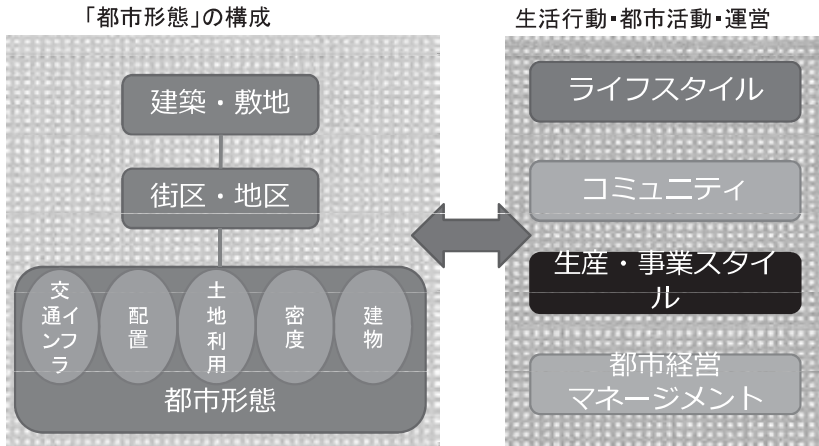 「都市形態」の構成
建築・敷地
街区・地区
交通インフラ
配置
土地利用
密度
建物
都市形態
生活行動・都市活動・運営
ライフスタイル
コミュニティ
生産・事業スタイ
ル
都市経営
マネージメント